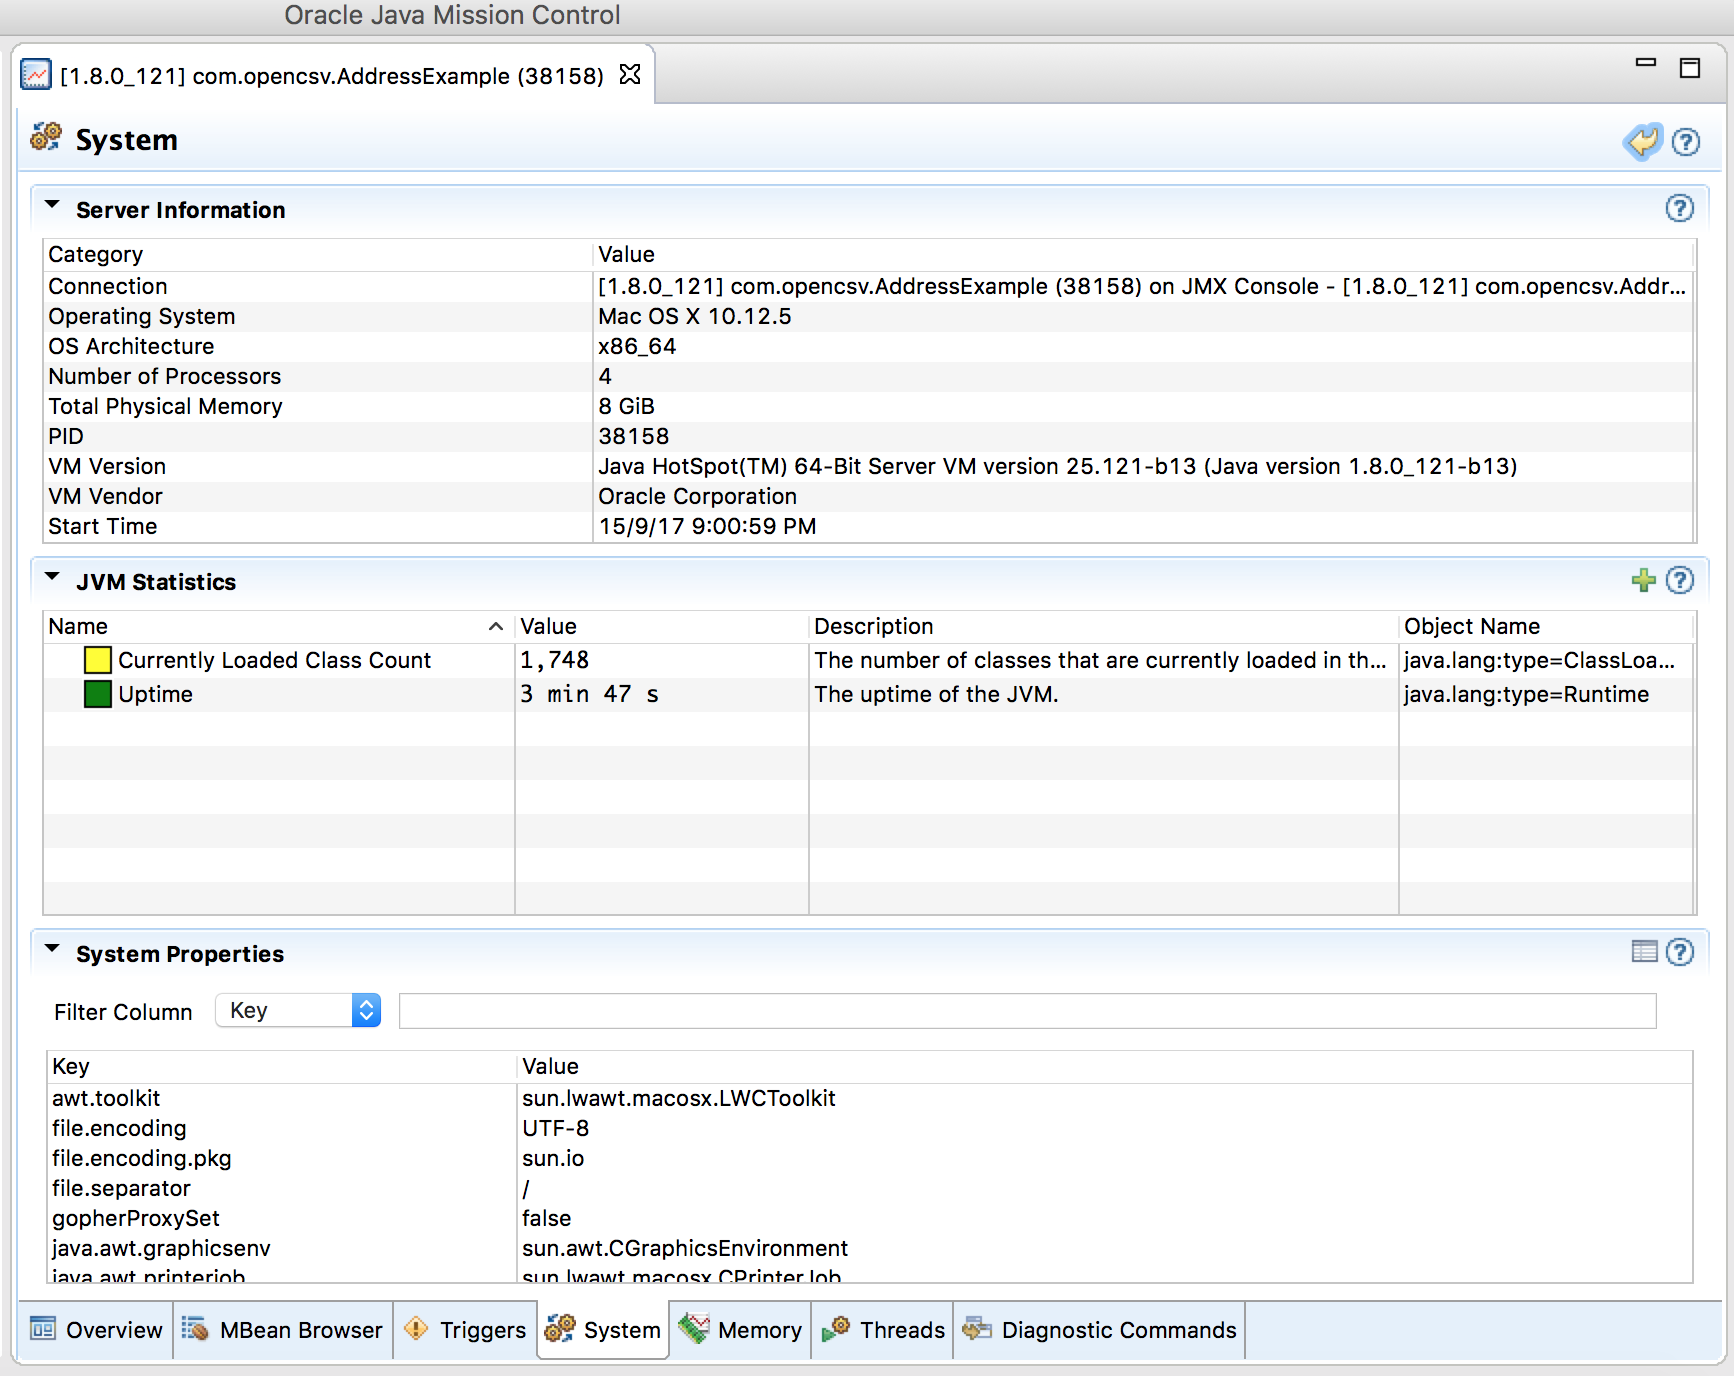 Oracle Java Mission Control
[1.8.0_121] com.opencsv.AddressExample (38158)
System
Server Information
Category Value
Connection [1.8.0_121] com.opencsv.AddressExample (38158) on JMX Console - [1.8.0_121] com.opencsv.Addr...
Operating System Mac OS X 10.12.5
OS Architecture x86_64
Number of Processors 4
Total Physical Memory 8 GiB
PID 38158
VM Version Java HotSpot(TM) 64-Bit Server VM version 25.121-b13 (Java version 1.8.0_121-b13)
VM Vendor Oracle Corporation
Start Time 15/9/17 9:00:59 PM
JVM Statistics
Name Value Description Object Name
Currently Loaded Class Count 1,748 The number of classes that are currently loaded in th... java.lang:type=ClassLoa...
Uptime 3 min 47 s The uptime of the JVM. java.lang:type=Runtime
System Properties
Filter Column Key
Key Value
awt.toolkit sun.lwawt.macosx.LWCToolkit
file.encoding UTF-8
file.encoding.pkg sun.io
file.separator /
gopherProxySet false
java.awt.graphicsenv sun.awt.CGraphicsEnvironment
java.awt.printerjob sun.lwawt.macosx.CPrinterJob
Overview MBean Browser Triggers System Memory Threads Diagnostic Commands